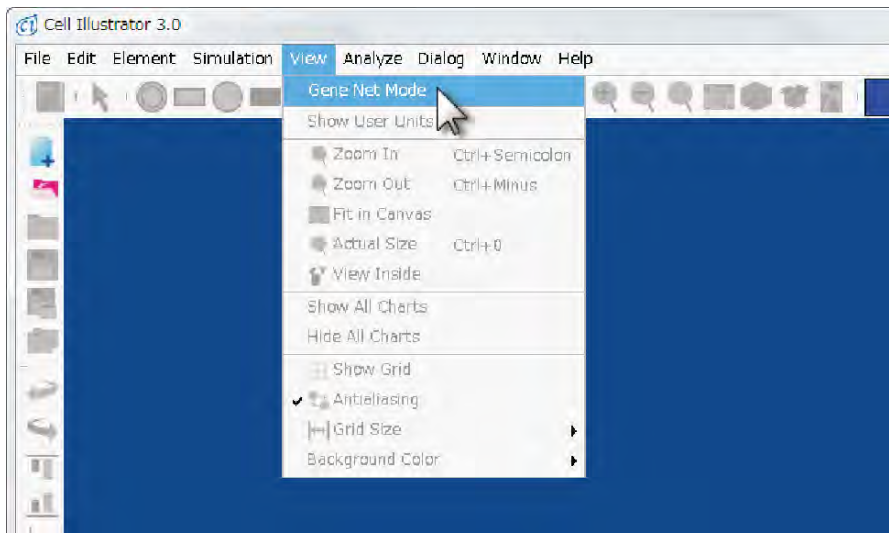 Cell Illustrator 3.0
File Edit Element Simulation View Analyze Dialog Window Help
Gene Net Mode
Show User Units
Zoom In Ctrl+Semicolon
Zoom Out Ctrl+Minus
Fit in Canvas
Actual Size Ctrl+0
View Inside
Show All Charts
Hide All Charts
Show Grid
Antialiasing
Grid Size
Background Color